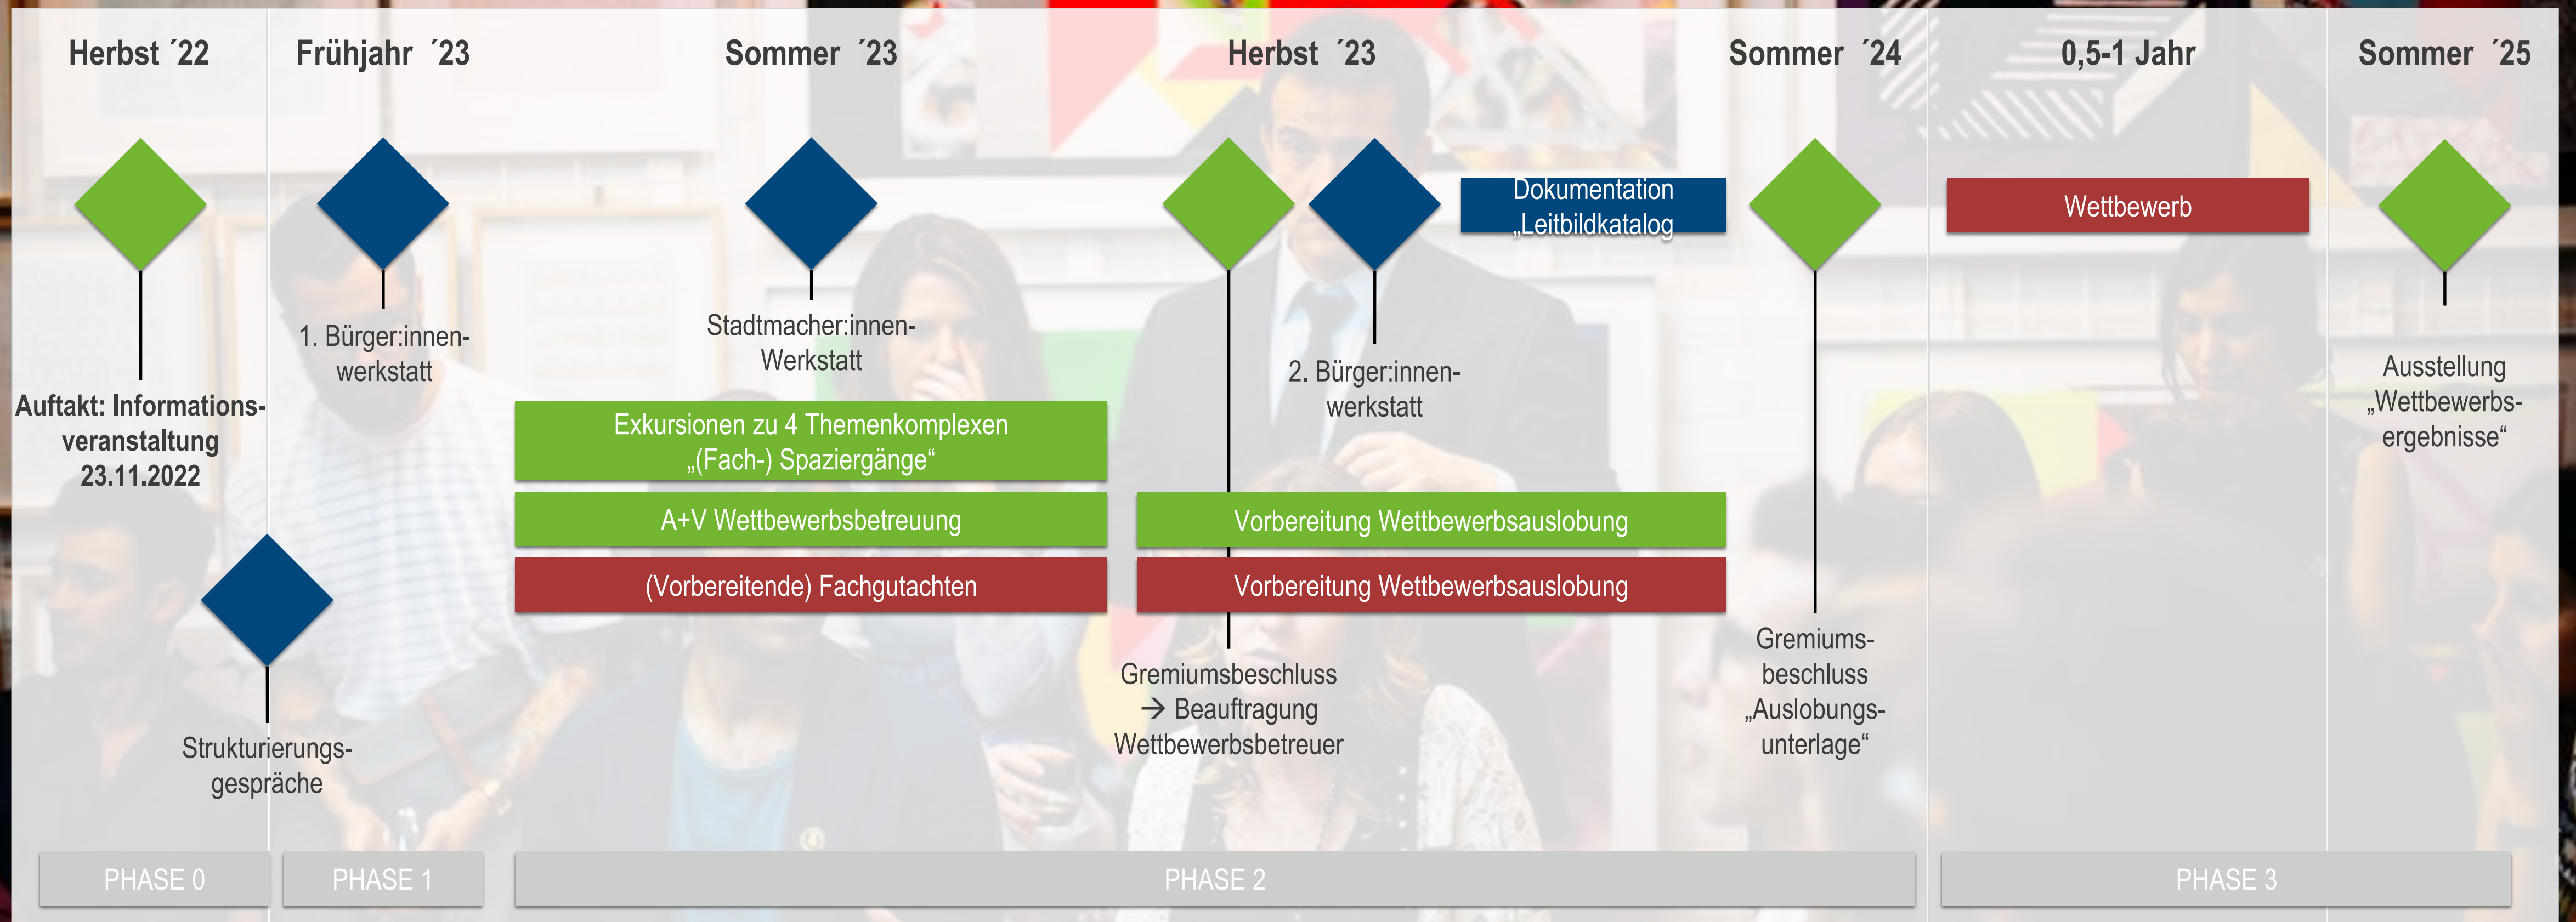 Herbst ´22
Frühjahr ´23
Sommer ´23
Herbst ´23
Sommer ´24
0,5-1 Jahr
Sommer ´25
Dokumentation
„Leitbildkatalog
Wettbewerb
1. Bürger:innen-
werkstatt
Stadtmacher:innen-
Werkstatt
2. Bürger:innen-
werkstatt
Ausstellung
„Wettbewerbs-
ergebnisse“
Auftakt: Informations-
veranstaltung
23.11.2022
Exkursionen zu 4 Themenkomplexen
„(Fach-) Spaziergänge“
A+V Wettbewerbsbetreuung
Vorbereitung Wettbewerbsauslobung
(Vorbereitende) Fachgutachten
Vorbereitung Wettbewerbsauslobung
Strukturierungs-
gespräche
Gremiumsbeschluss
→ Beauftragung
Wettbewerbsbetreuer
Gremiums-
beschluss
„Auslobungs-
unterlage“
PHASE 0
PHASE 1
PHASE 2
PHASE 3